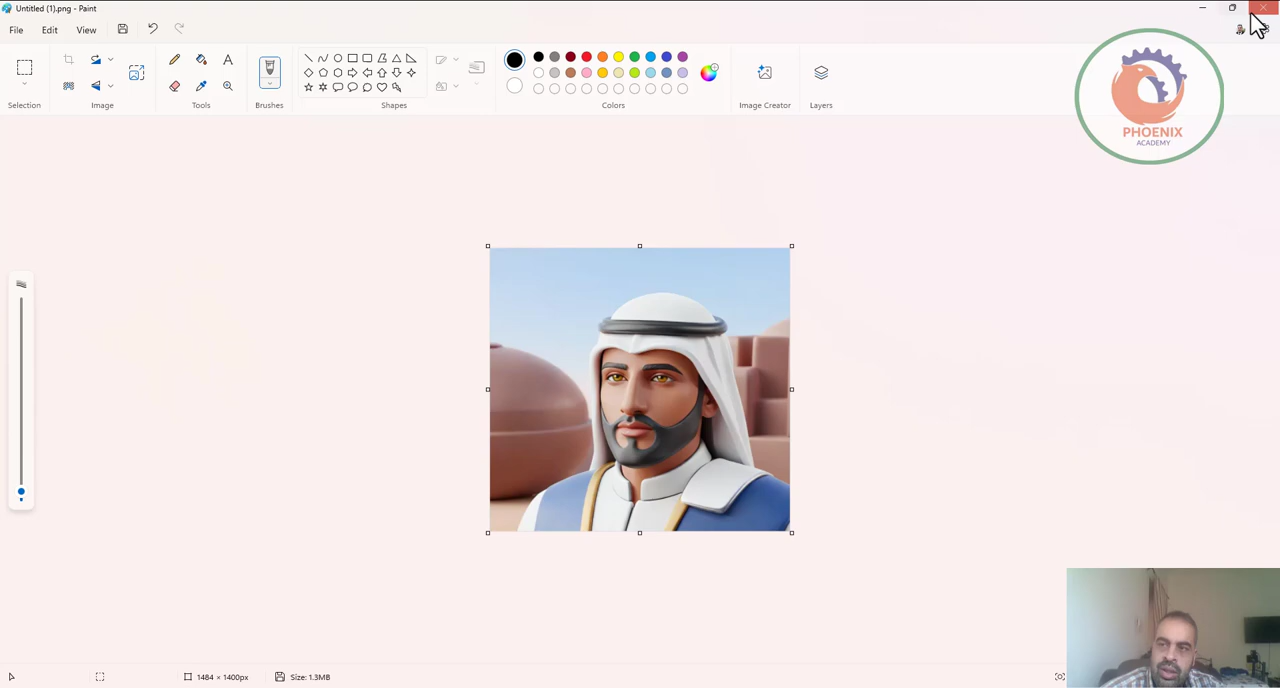 Untitled (1).png - Paint
File Edit View
Selection Image Tools Brushes Shapes Colors Image Creator Layers
PHOENIX
ACADEMY
1484 × 1400px Size: 1.3MB